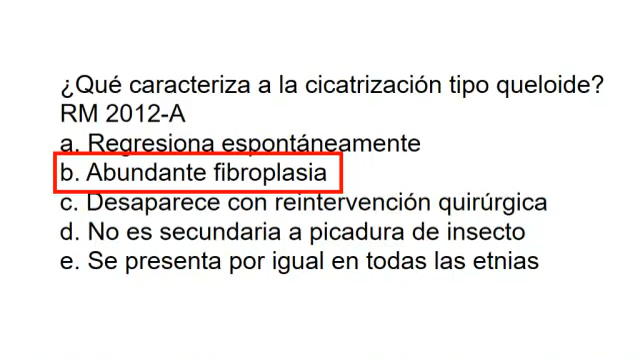 ¿Qué caracteriza a la cicatrización tipo queloide?
RM 2012-A
a. Regresiona espontáneamente
b. Abundante fibroplasia
c. Desaparece con reintervención quirúrgica
d. No es secundaria a picadura de insecto
e. Se presenta por igual en todas las etnias